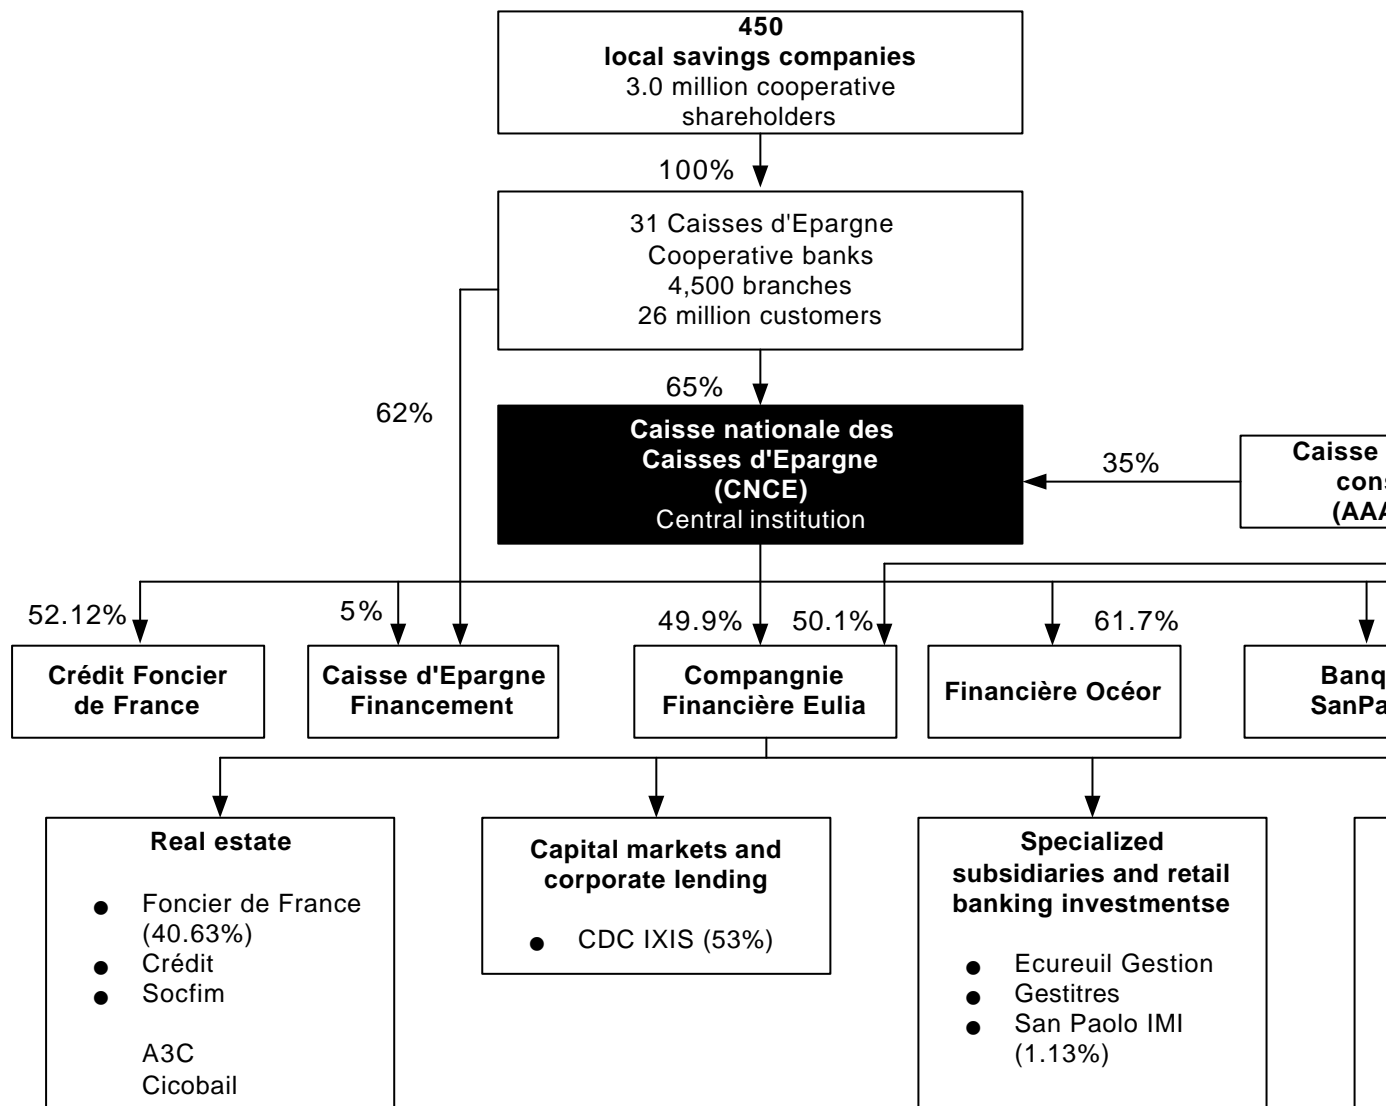 450
local savings companies
3.0 million cooperative
shareholders
100%
31 Caisses d'Epargne
Cooperative banks
4,500 branches
26 million customers
65%
62%
Caisse nationale des
Caisses d'Epargne
(CNCE)
Central institution
35%
Caisse
(AAA
52.12%
5%
49.9%
50.1%
61.7%
Crédit Foncier
de France
Caisse d'Epargne
Financement
Compangnie
Financière Eulia
Financière Océor
Real estate
Foncier de France
(40.63%)
Crédit
Socfim
A3C
Cicobail
Capital markets and
corporate lending
CDC IXIS (53%)
Specialized
subsidiaries and retail
banking investmentse
Ecureuil Gestion
Gestitres
San Paolo IMI
(1.13%)